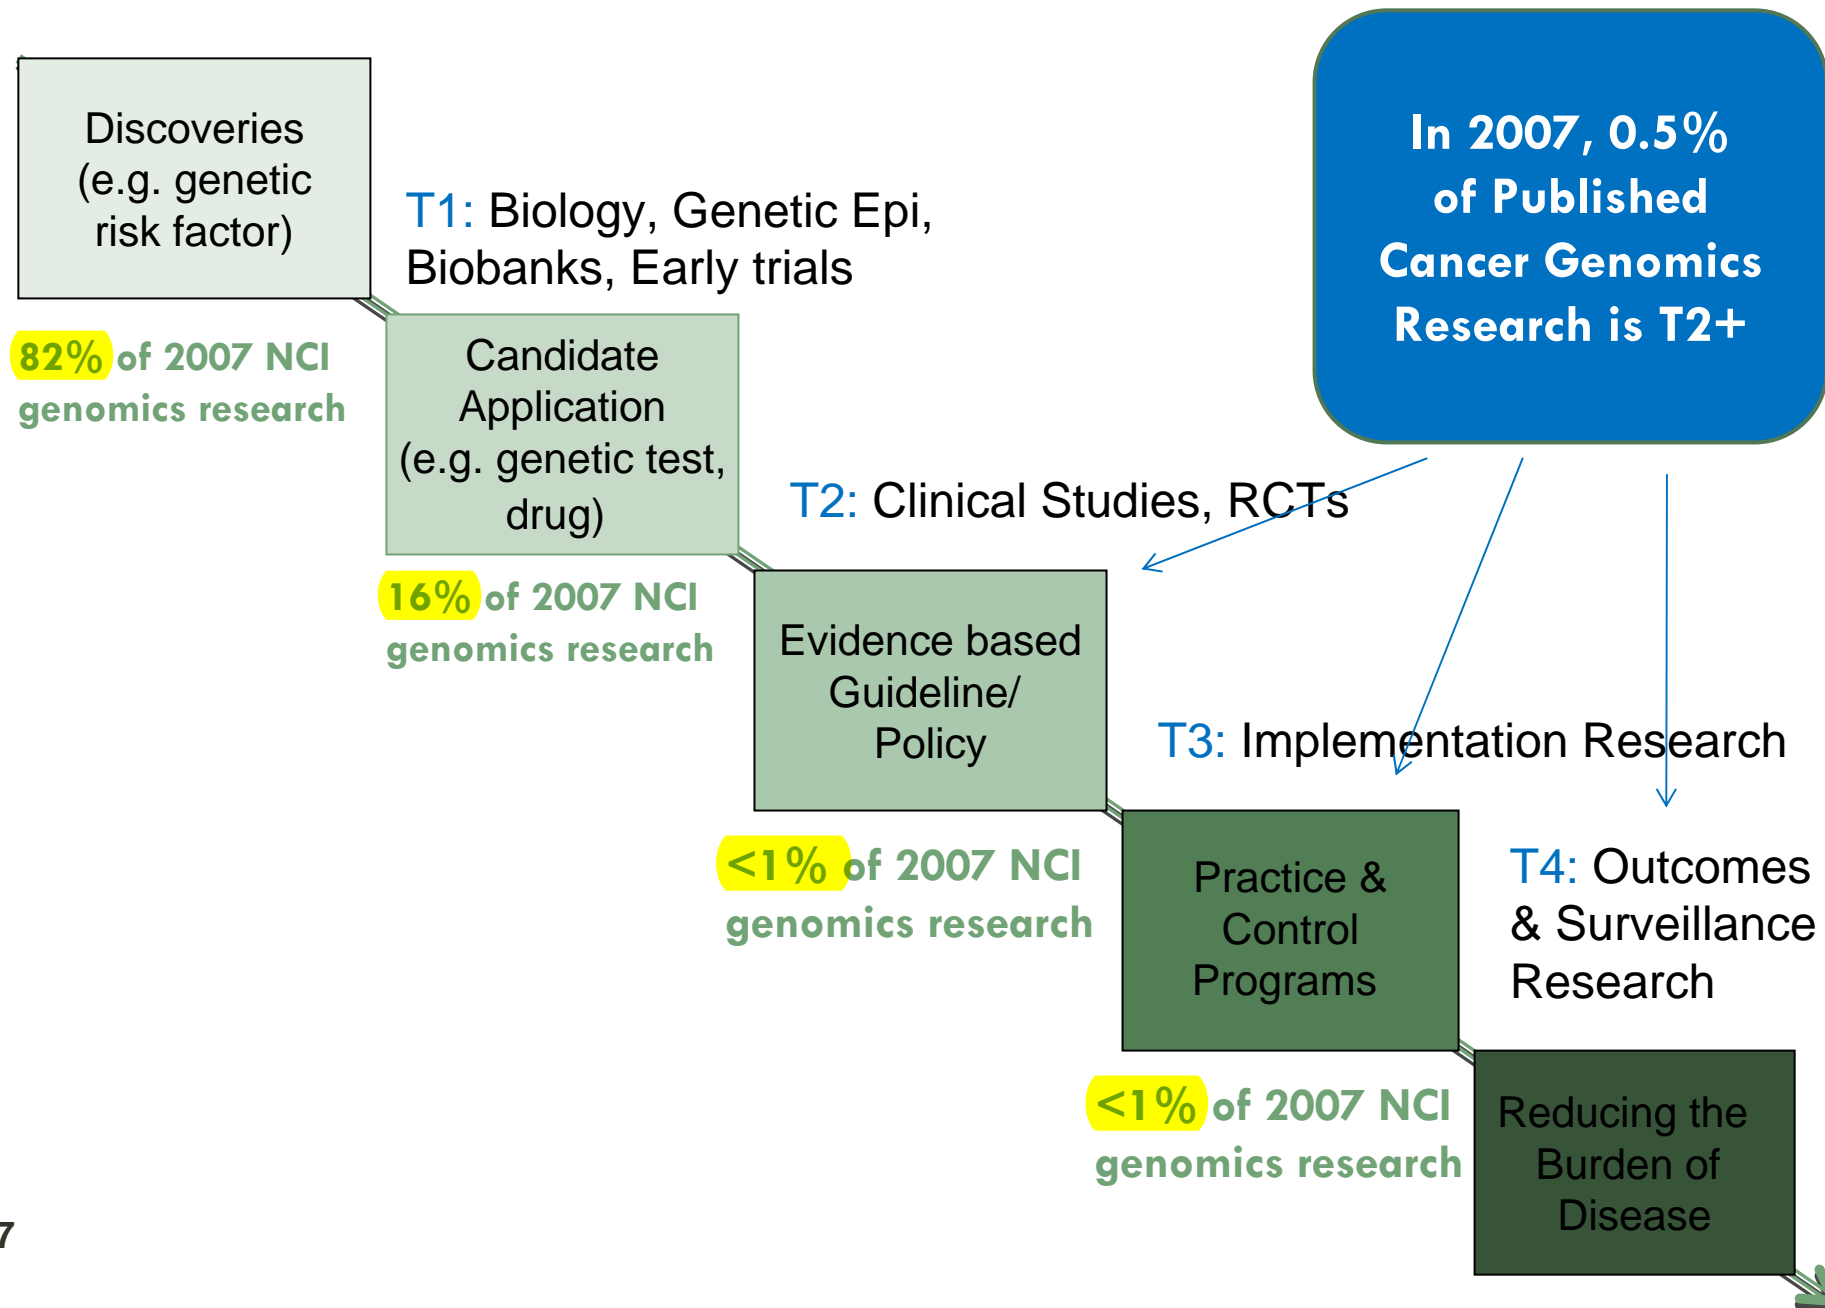 Discoveries
(e.g. genetic
risk factor)
T1: Biology, Genetic Epi,
Biobanks, Early trials
In 2007, 0.5%
of Published
Cancer Genomics
Research is T2+
82% of 2007 NCI
genomics research
Candidate
Application
(e.g. genetic test,
drug)
T2: Clinical Studies, RCTs
16% of 2007 NCI
genomics research
Evidence based
Guideline/
Policy
T3: Implementation Research
<1% of 2007 NCI
genomics research
Practice &
Control
Programs
T4: Outcomes
& Surveillance
Research
<1% of 2007 NCI
genomics research
Reducing the
Burden of
Disease
7